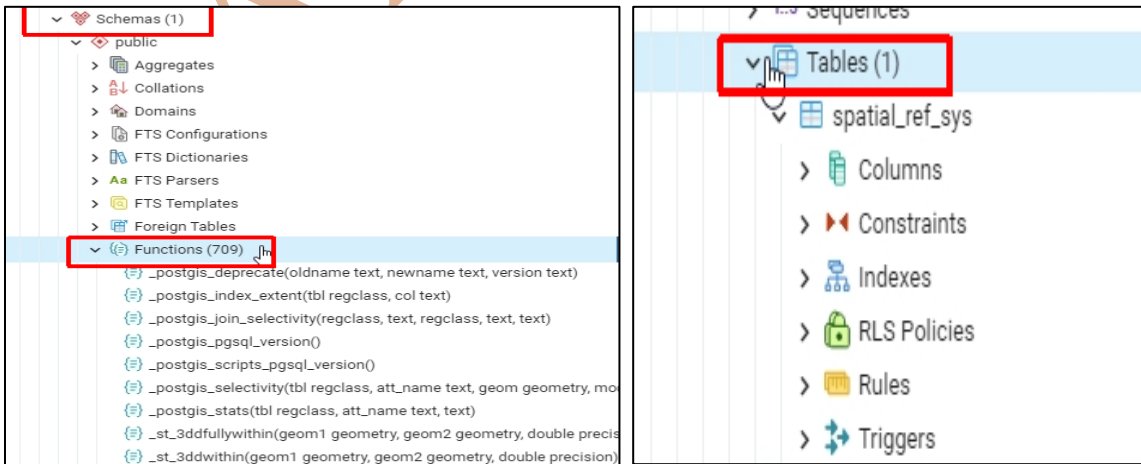 Schemas (1)
public
Aggregates
Collations
Domains
FTS Configurations
FTS Dictionaries
Aa FTS Parsers
FTS Templates
Foreign Tables
Functions (709)
_postgis_deprecate(oldname text, newname text, version text)
_postgis_index_extent(tbl regclass, col text)
_postgis_join_selectivity(regclass, text, regclass, text, text)
_postgis_pgsql_version()
_postgis_scripts_pgsql_version()
_postgis_selectivity(tbl regclass, att_name text, geom geometry, mo
_postgis_stats(tbl regclass, att_name text, text)
_st_3ddfullywithin(geom1 geometry, geom2 geometry, double precis
_st_3ddwithin(geom1 geometry, geom2 geometry, double precision)
Sequences
Tables (1)
spatial_ref_sys
Columns
Constraints
Indexes
RLS Policies
Rules
Triggers